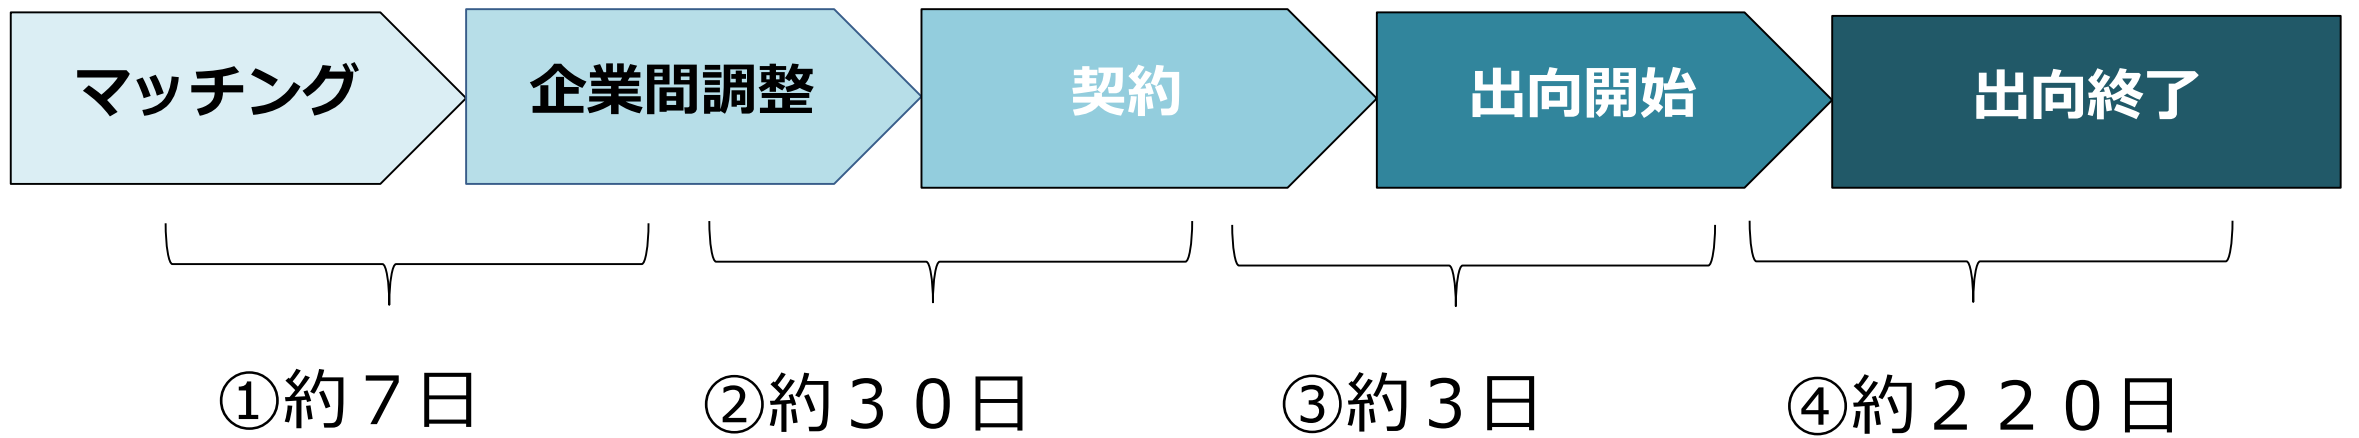 マッチング
企業間調整
契約
出向開始
出向終了
①約７日
②約３０日
③約３日
④約２２０日